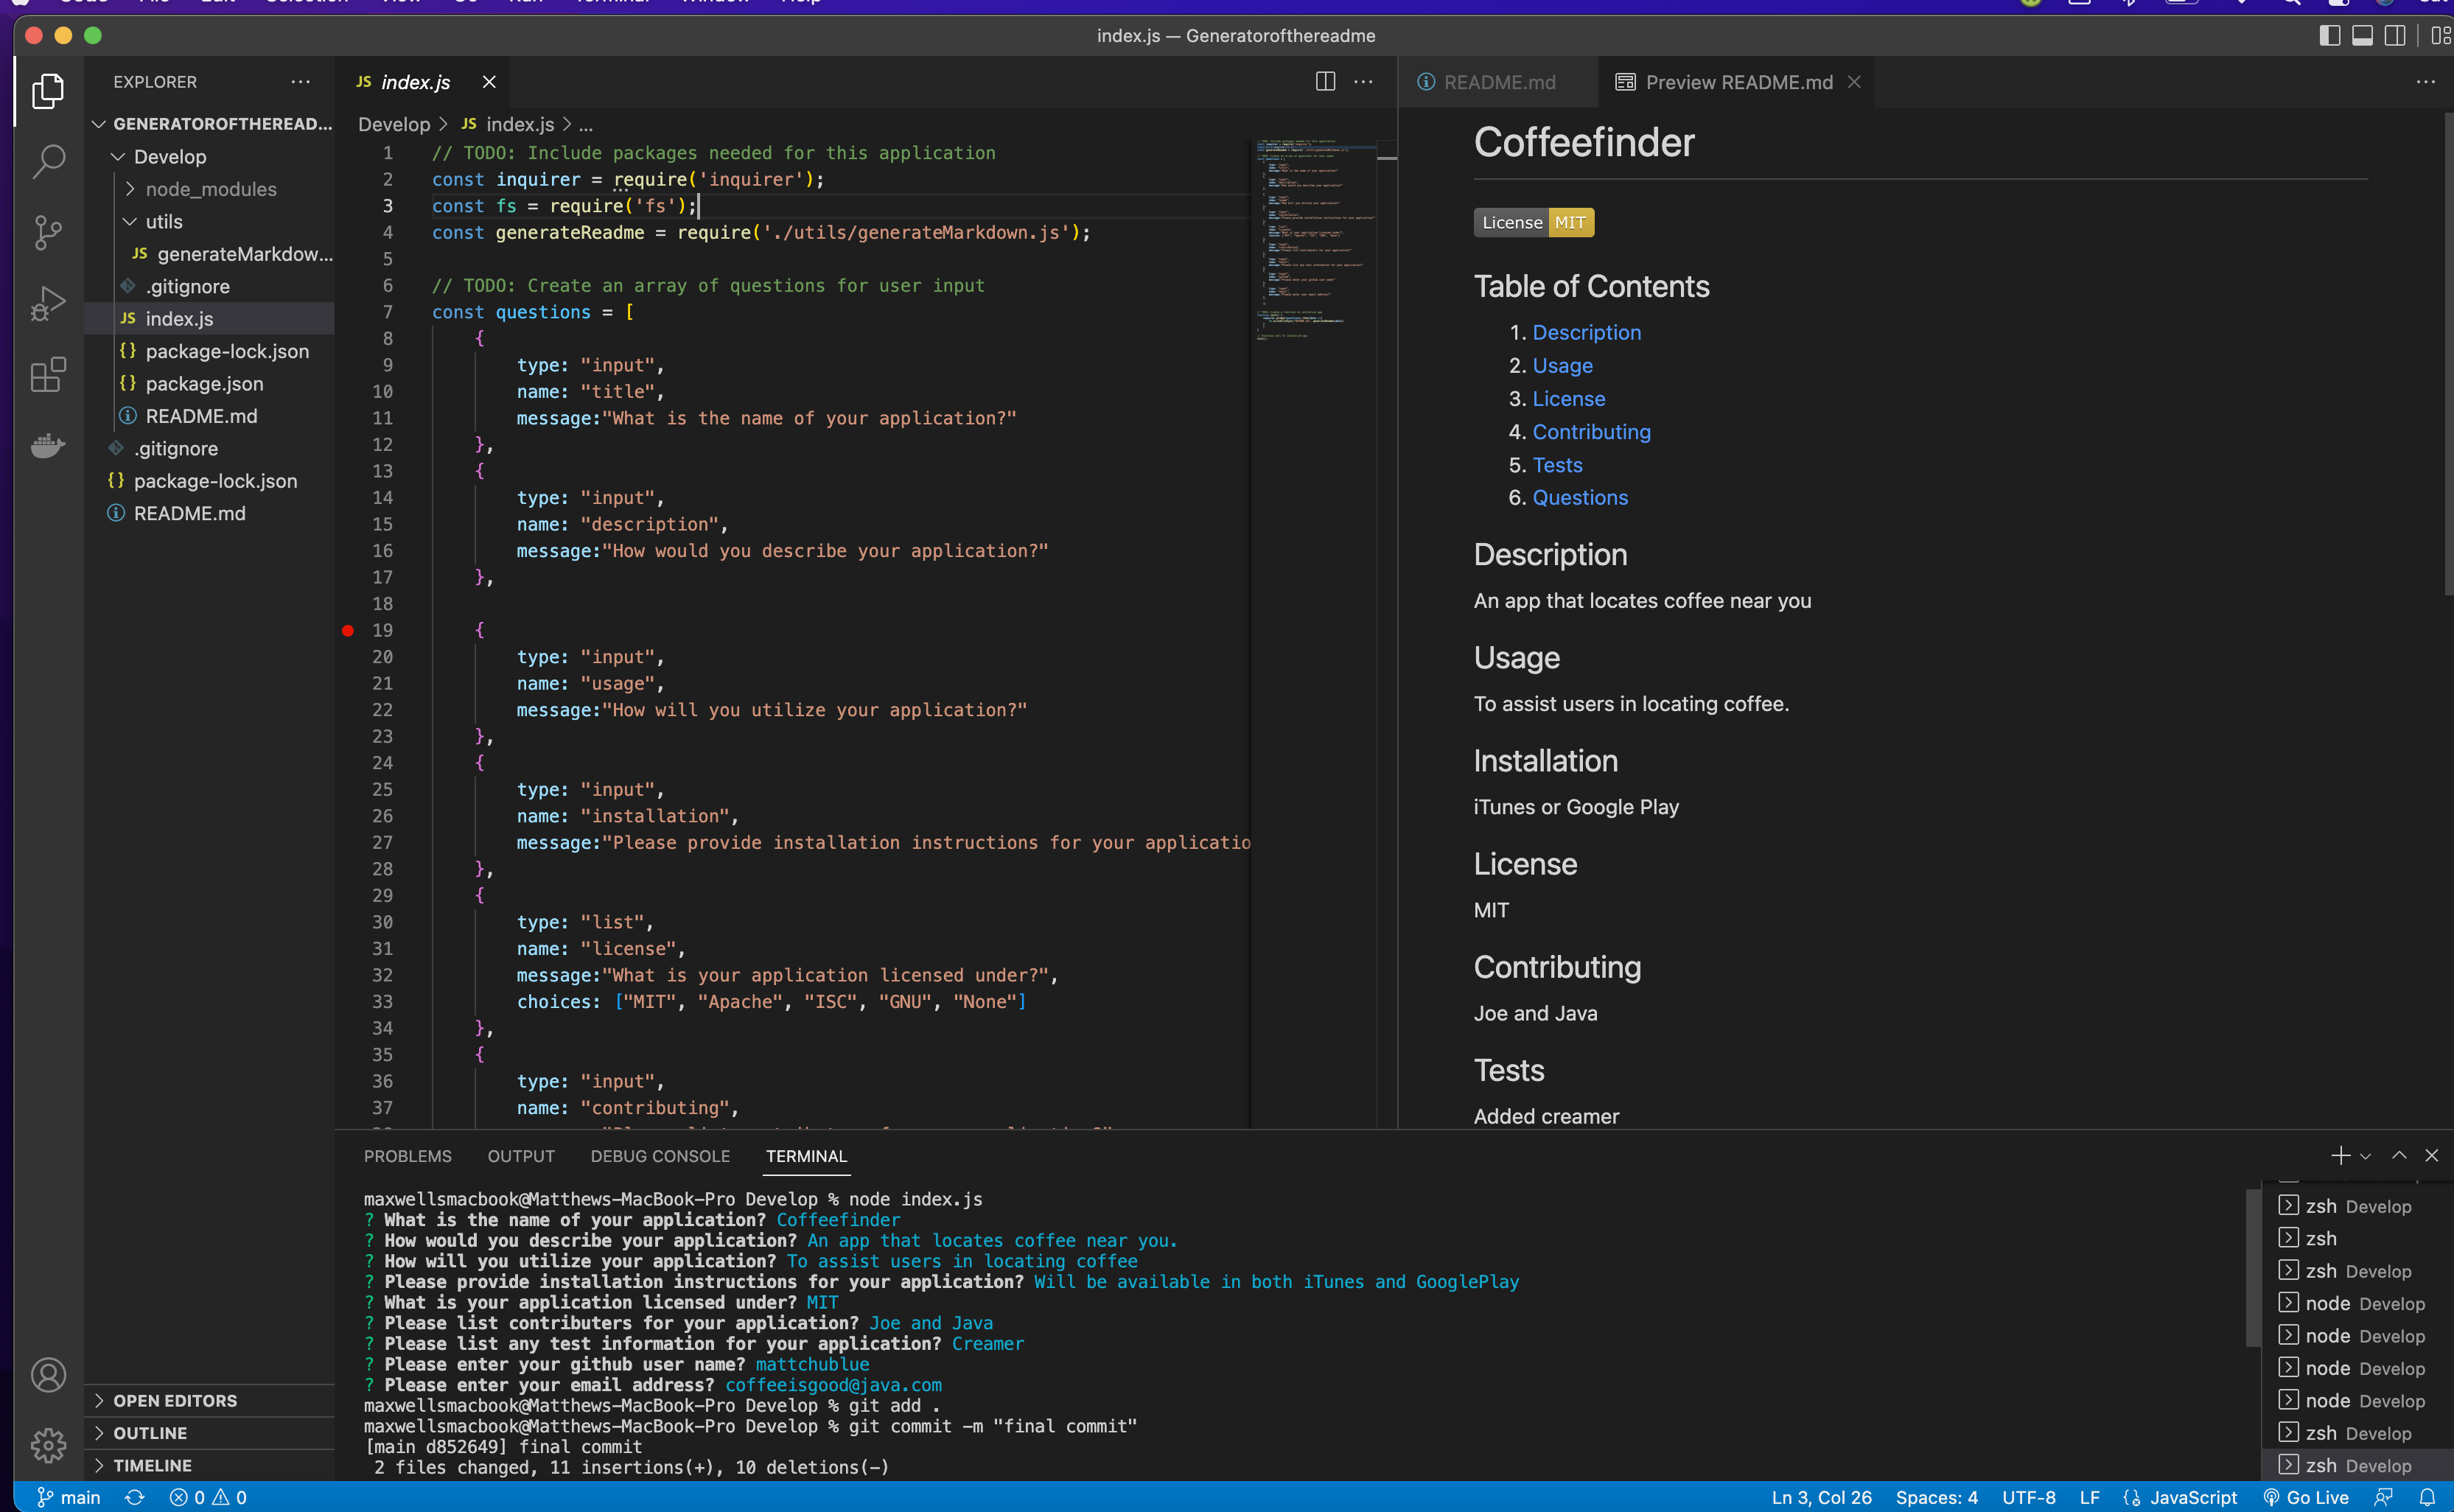 index.js — Generatorofthereadme
EXPLORER
GENERATOROFTHEREAD...
Develop
node_modules
utils
JS generateMarkdow...
.gitignore
JS index.js
{} package-lock.json
{} package.json
README.md
.gitignore
{} package-lock.json
README.md
OPEN EDITORS
OUTLINE
TIMELINE
JS index.js
Develop > JS index.js > ...
1 // TODO: Include packages needed for this application
2 const inquirer = require('inquirer');
3 const fs = require('fs');
4 const generateReadme = require('./utils/generateMarkdown.js');
5
6 // TODO: Create an array of questions for user input
7 const questions = [
8 {
9 type: "input",
10 name: "title",
11 message:"What is the name of your application?"
12 },
13 {
14 type: "input",
15 name: "description",
16 message:"How would you describe your application?"
17 },
18
19 {
20 type: "input",
21 name: "usage",
22 message:"How will you utilize your application?"
23 },
24 {
25 type: "input",
26 name: "installation",
27 message:"Please provide installation instructions for your applicatio
28 },
29 {
30 type: "list",
31 name: "license",
32 message:"What is your application licensed under?",
33 choices: ["MIT", "Apache", "ISC", "GNU", "None"]
34 },
35 {
36 type: "input",
37 name: "contributing",
README.md
Preview README.md
Coffeefinder
License MIT
Table of Contents
1. Description
2. Usage
3. License
4. Contributing
5. Tests
6. Questions
Description
An app that locates coffee near you
Usage
To assist users in locating coffee.
Installation
iTunes or Google Play
License
MIT
Contributing
Joe and Java
Tests
Added creamer
PROBLEMS OUTPUT DEBUG CONSOLE TERMINAL
maxwellsmacbook@Matthews-MacBook-Pro Develop % node index.js
? What is the name of your application? Coffeefinder
? How would you describe your application? An app that locates coffee near you.
? How will you utilize your application? To assist users in locating coffee
? Please provide installation instructions for your application? Will be available in both iTunes and GooglePlay
? What is your application licensed under? MIT
? Please list contributers for your application? Joe and Java
? Please list any test information for your application? Creamer
? Please enter your github user name? mattchublue
? Please enter your email address? coffeeisgood@java.com
maxwellsmacbook@Matthews-MacBook-Pro Develop % git add .
maxwellsmacbook@Matthews-MacBook-Pro Develop % git commit -m "final commit"
[main d852649] final commit
2 files changed, 11 insertions(+), 10 deletions(-)
zsh Develop
zsh
zsh Develop
node Develop
node Develop
node Develop
node Develop
zsh Develop
zsh Develop
main
0 0
Ln 3, Col 26 Spaces: 4 UTF-8 LF {} JavaScript Go Live